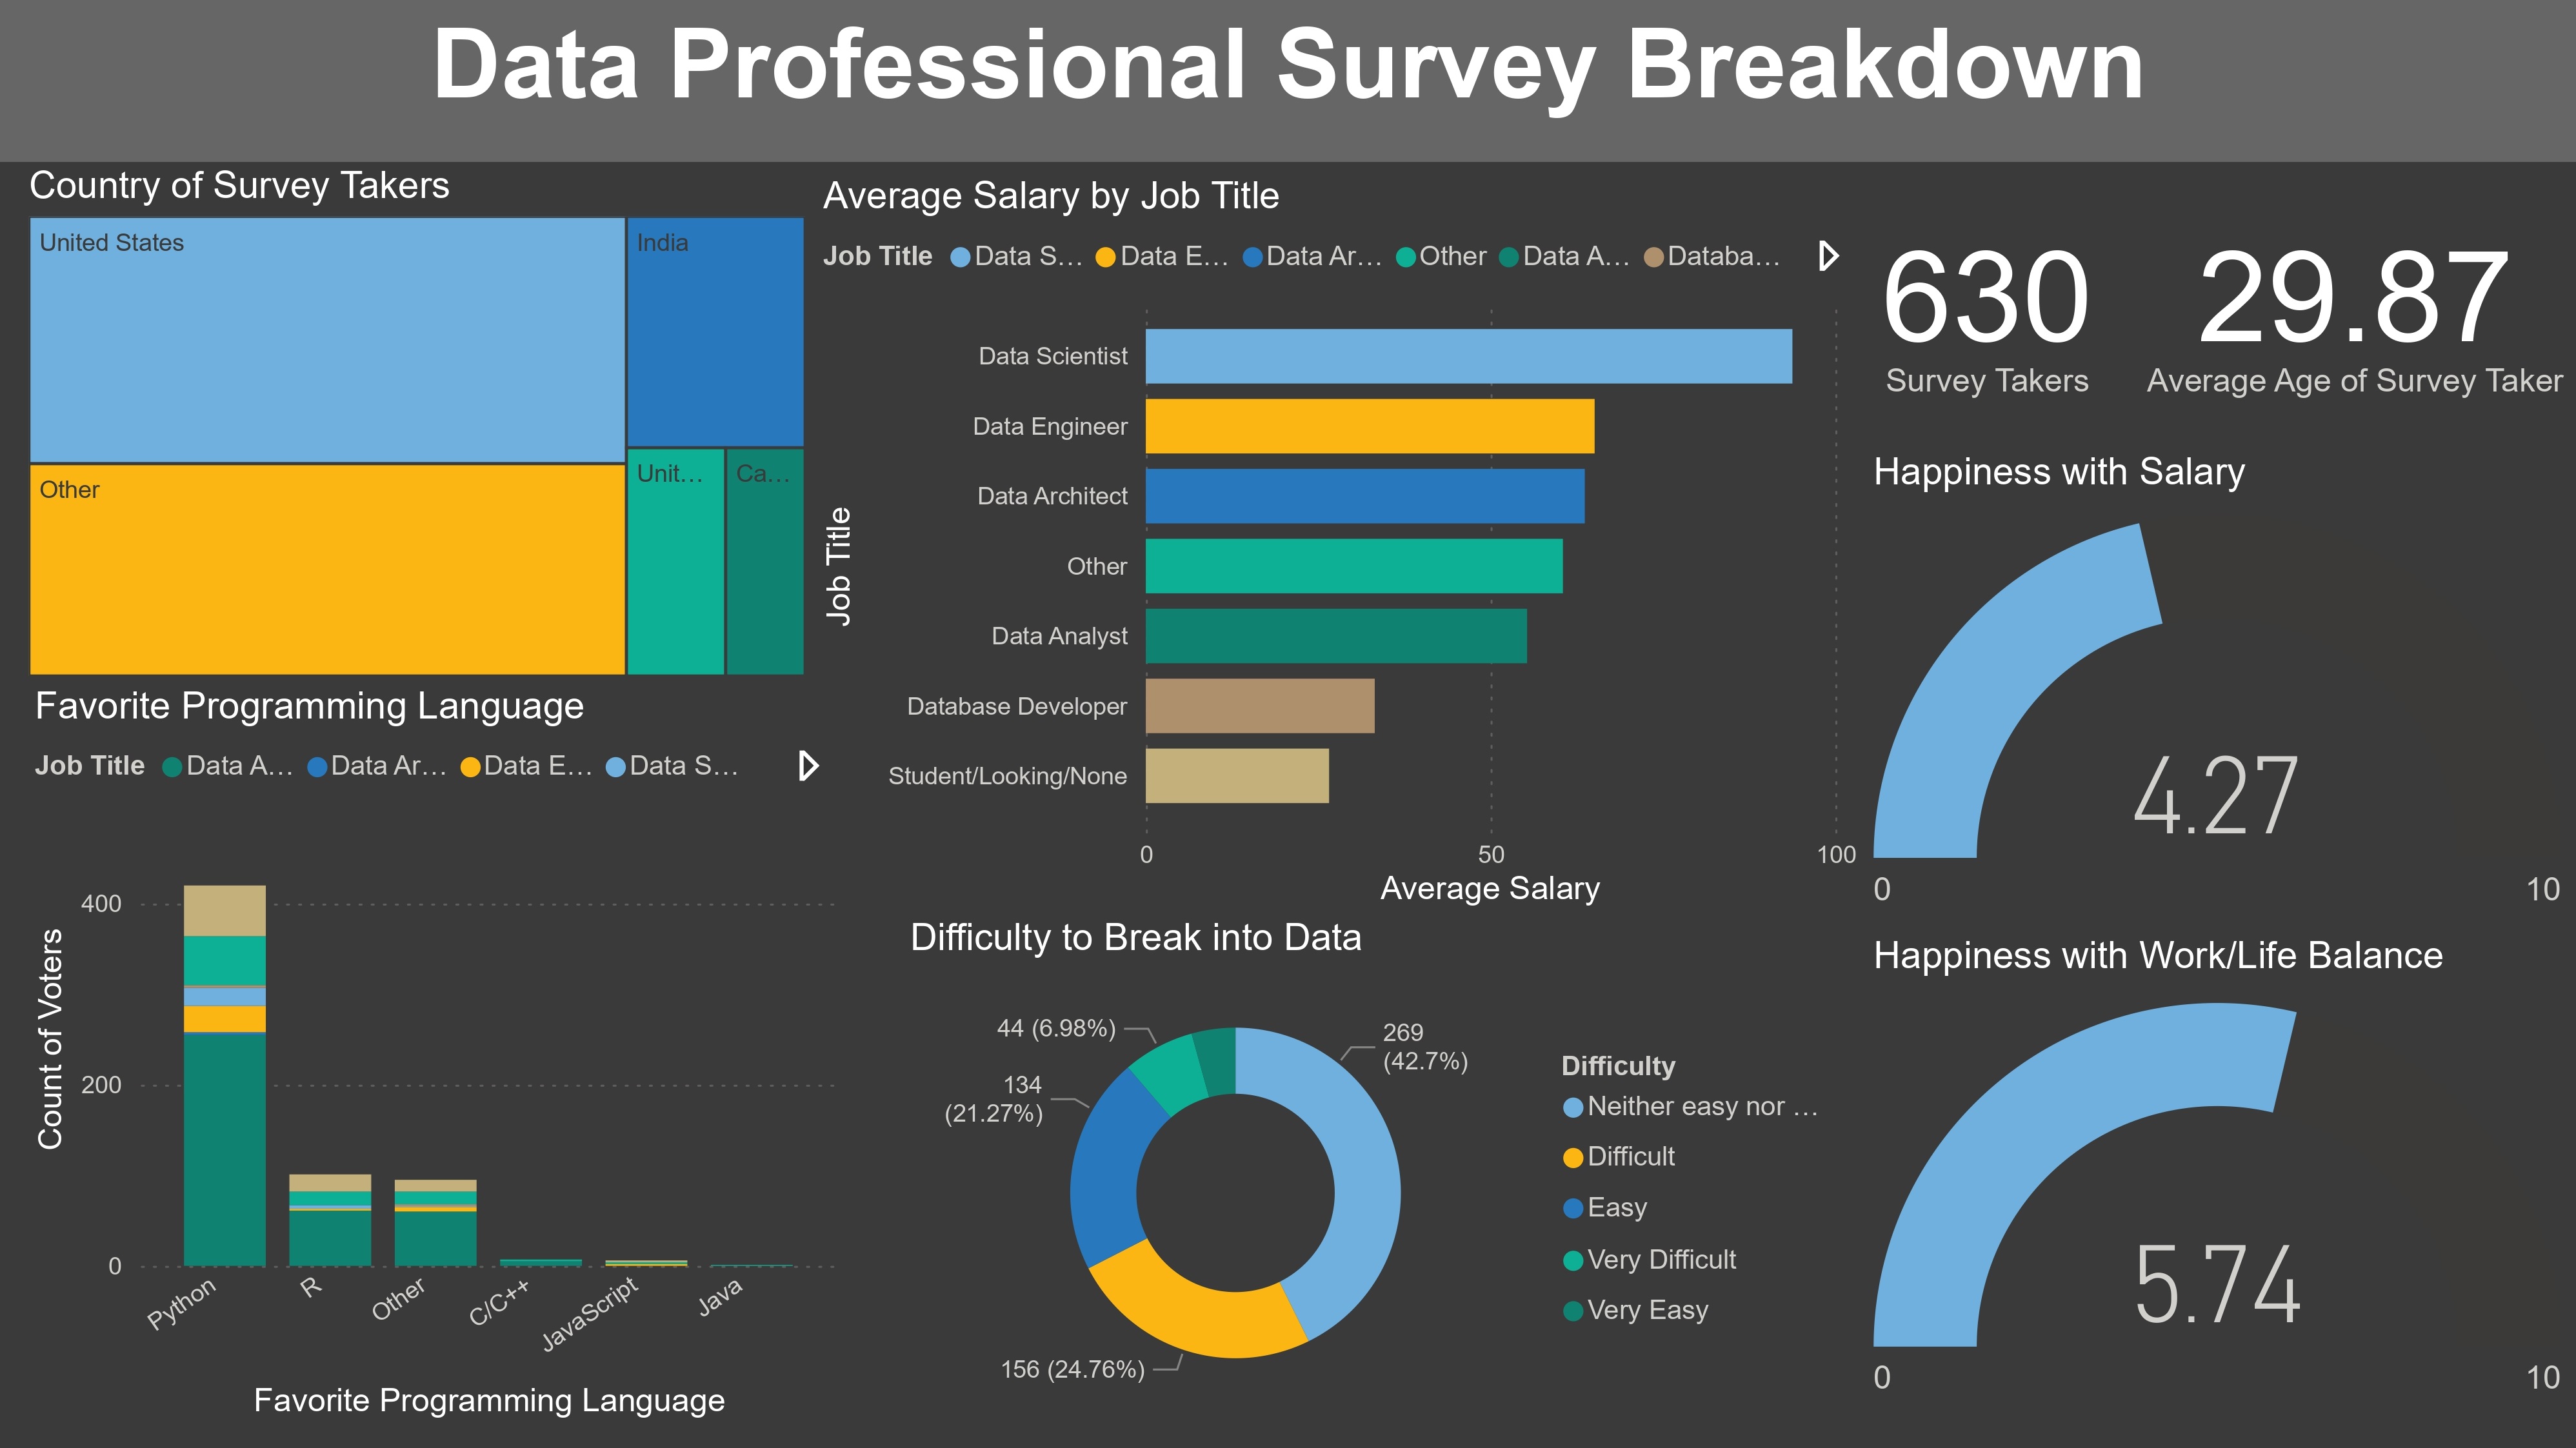 Data Professional Survey Breakdown
Country of Survey Takers
United States
India
Other
Unit…
Ca…
Average Salary by Job Title
Job Title Data S… Data E… Data Ar… Other Data A… Databa…
Job Title
Data Scientist
Data Engineer
Data Architect
Other
Data Analyst
Database Developer
Student/Looking/None
0 50 100
Average Salary
630
Survey Takers
29.87
Average Age of Survey Taker
Happiness with Salary
4.27
0 10
Favorite Programming Language
Job Title Data A… Data Ar… Data E… Data S…
Count of Voters
400
200
0
Python R Other C/C++ JavaScript Java
Favorite Programming Language
Difficulty to Break into Data
44 (6.98%)
269
(42.7%)
134
(21.27%)
156 (24.76%)
Difficulty
Neither easy nor …
Difficult
Easy
Very Difficult
Very Easy
Happiness with Work/Life Balance
5.74
0 10